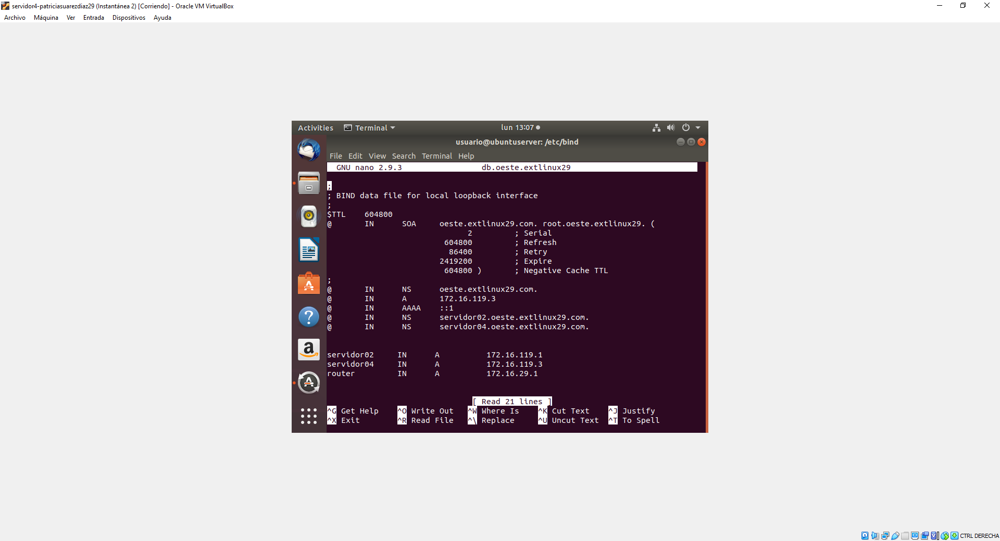 servidor4-patriciasuarezdiaz29 (Instantánea 2) [Corriendo] - Oracle VM VirtualBox
Archivo Máquina Ver Entrada Dispositivos Ayuda
Activities Terminal lun 13:07
usuario@ubuntuserver: /etc/bind
File Edit View Search Terminal Help
GNU nano 2.9.3 db.oeste.extlinux29
;
; BIND data file for local loopback interface
;
$TTL 604800
@ IN SOA oeste.extlinux29.com. root.oeste.extlinux29. (
2 ; Serial
604800 ; Refresh
86400 ; Retry
2419200 ; Expire
604800 ) ; Negative Cache TTL
;
@ IN NS oeste.extlinux29.com.
@ IN A 172.16.119.3
@ IN AAAA ::1
@ IN NS servidor02.oeste.extlinux29.com.
@ IN NS servidor04.oeste.extlinux29.com.
servidor02 IN A 172.16.119.1
servidor04 IN A 172.16.119.3
router IN A 172.16.29.1
[ Read 21 lines ]
^G Get Help ^O Write Out ^W Where Is ^K Cut Text ^J Justify
^X Exit ^R Read File ^\ Replace ^U Uncut Text ^T To Spell
CTRL DERECHA